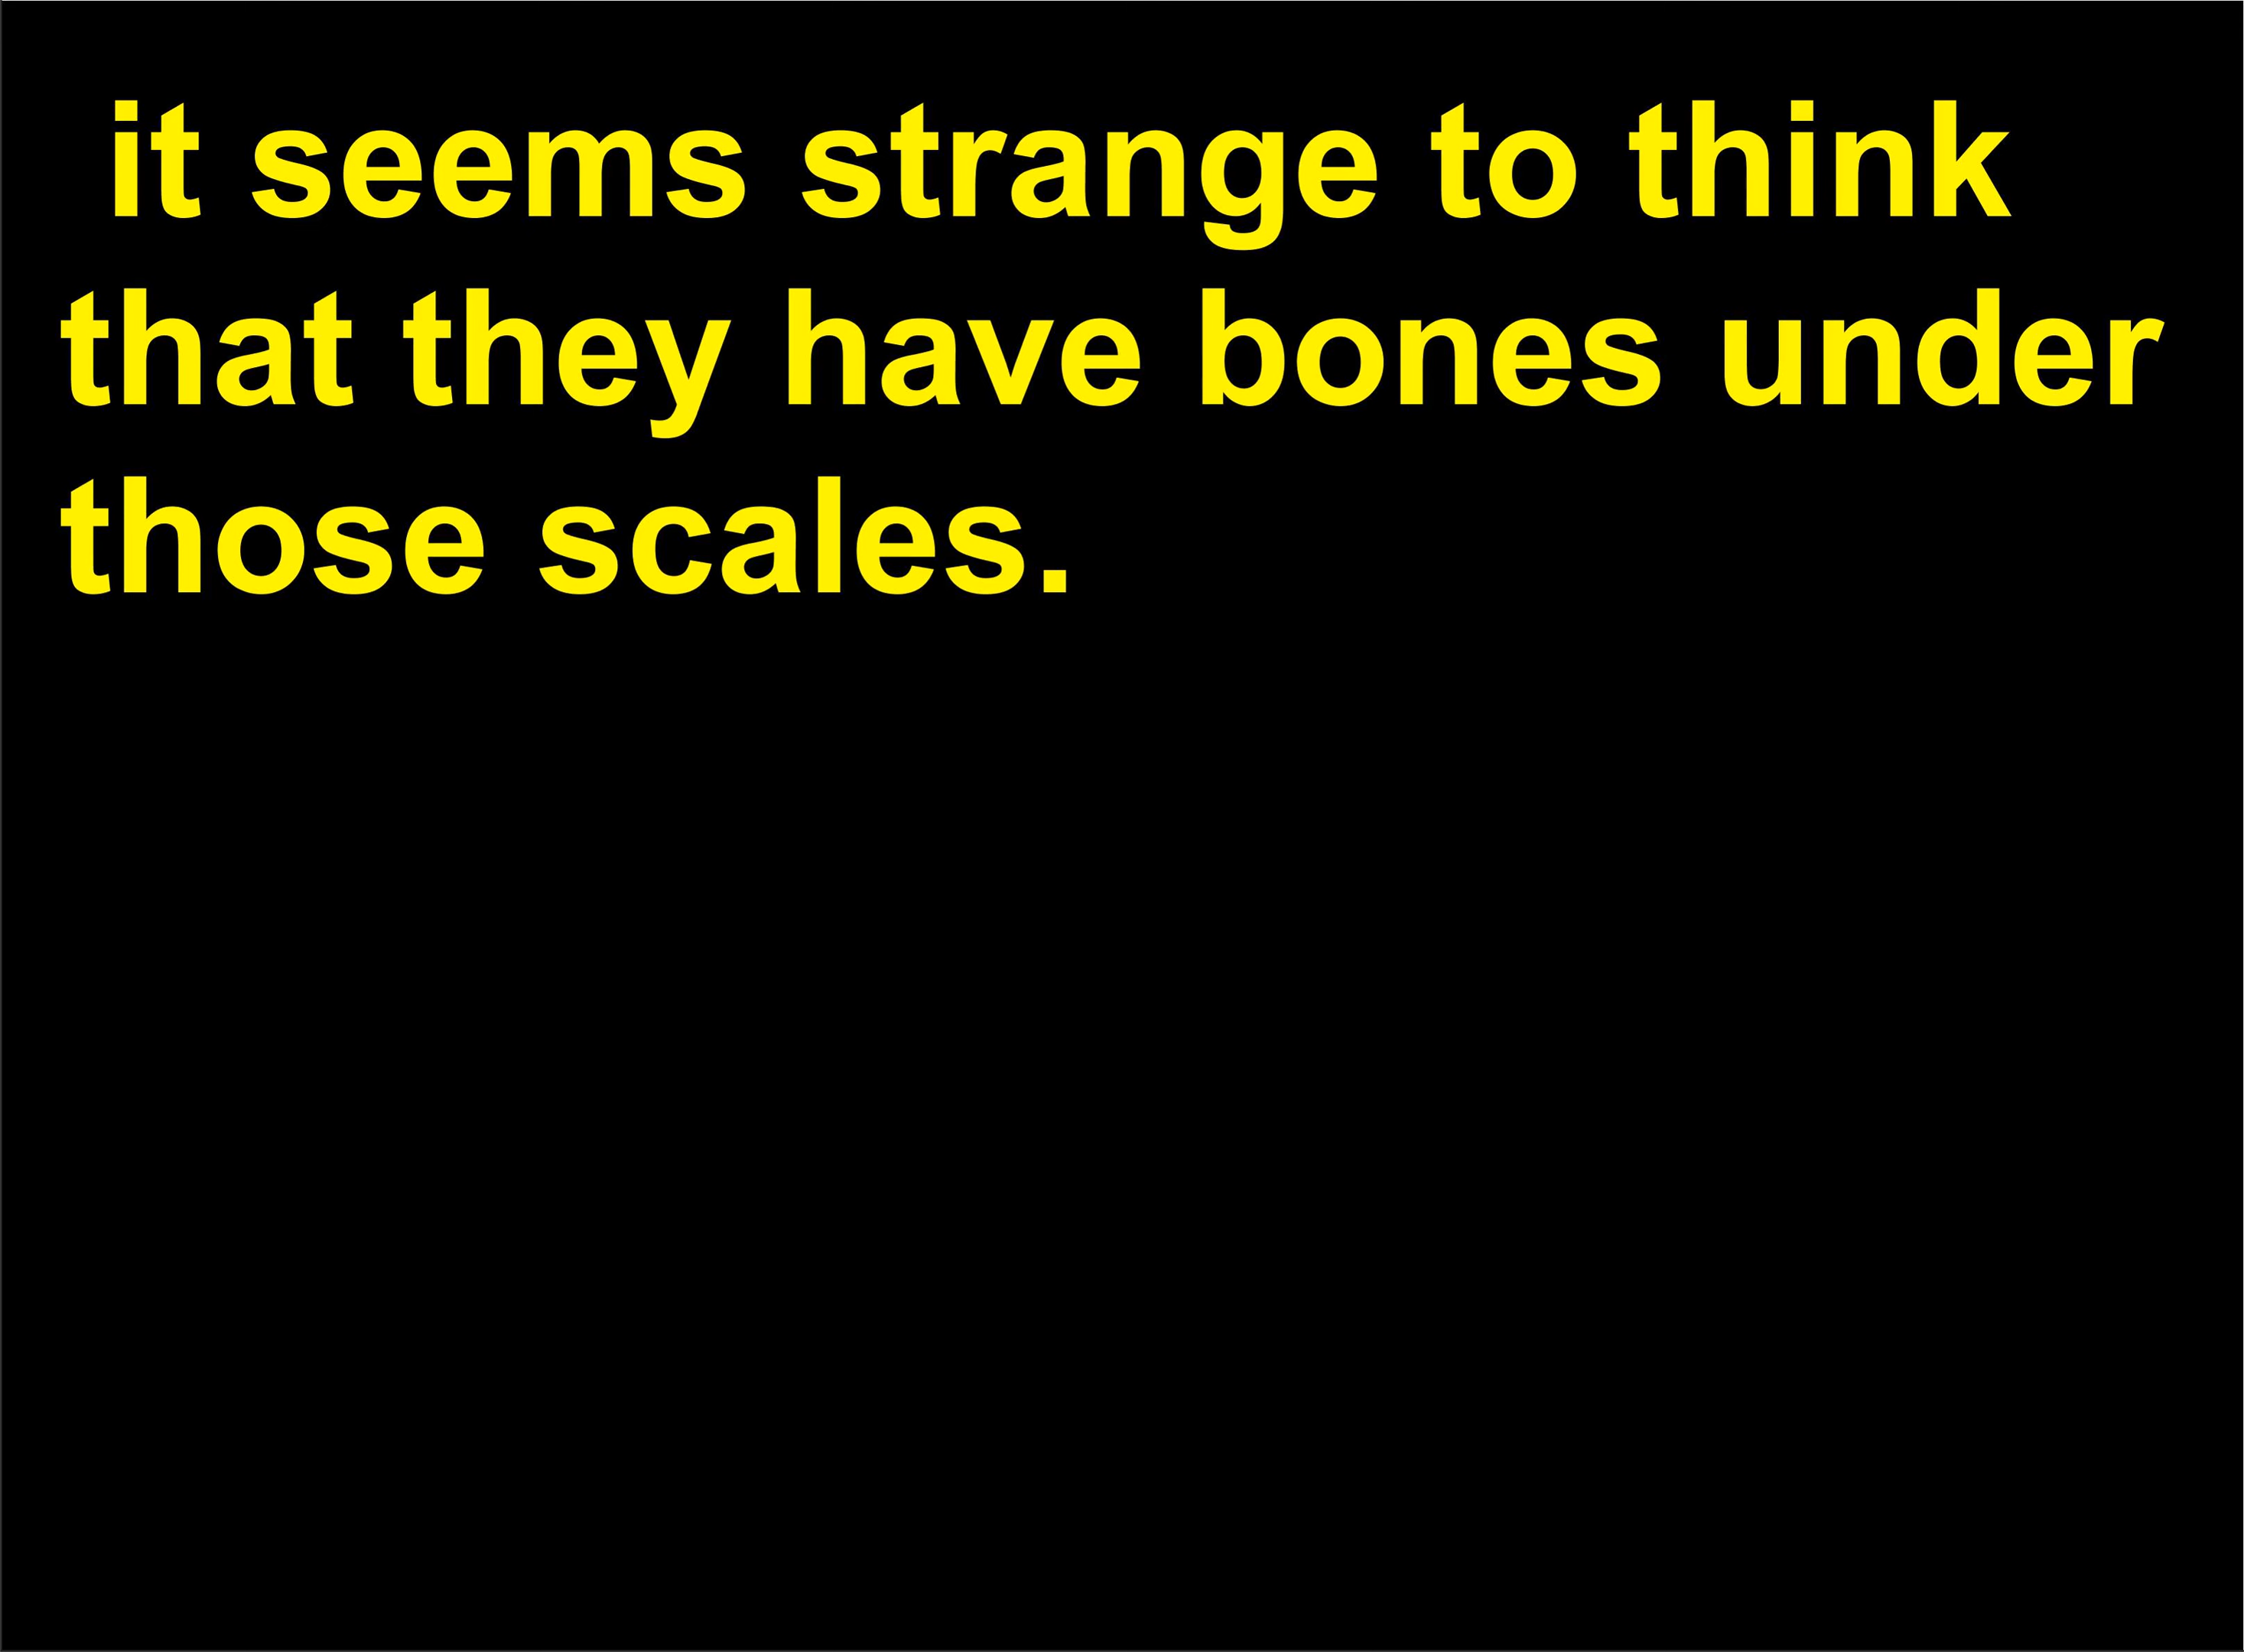 it seems strange to think
that they have bones under
those scales.